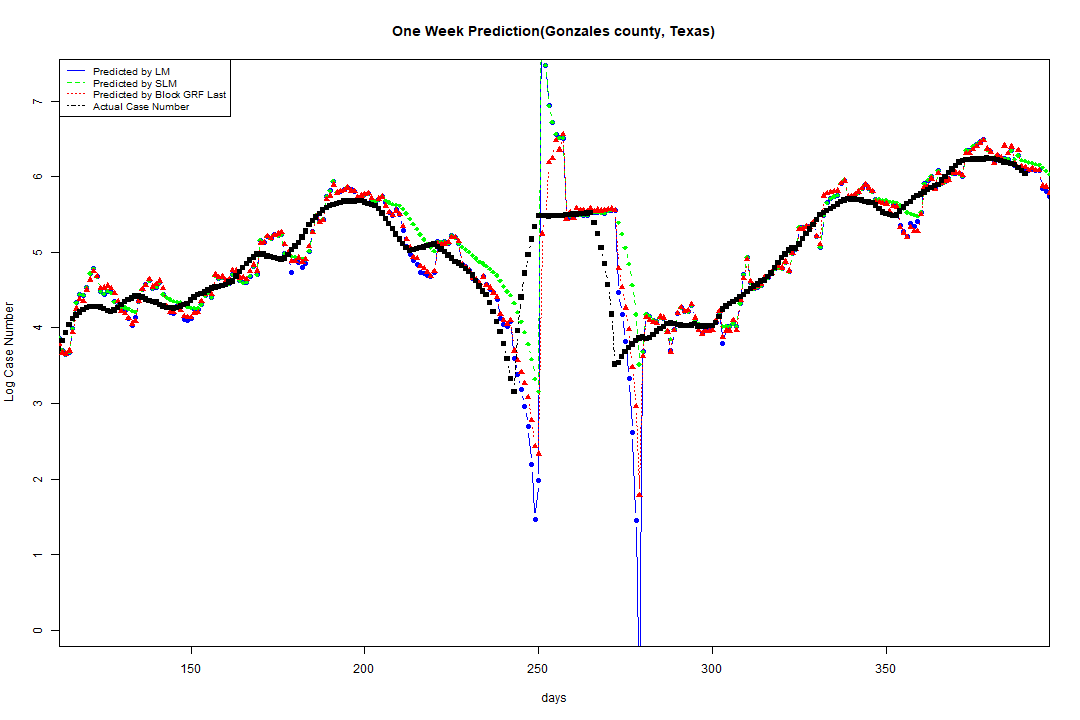 One Week Prediction(Gonzales county, Texas)
Predicted by LM
Predicted by SLM
Predicted by Block GRF Last
Actual Case Number
7
6
5
4
3
2
1
0
Log Case Number
150 200 250 300 350
days